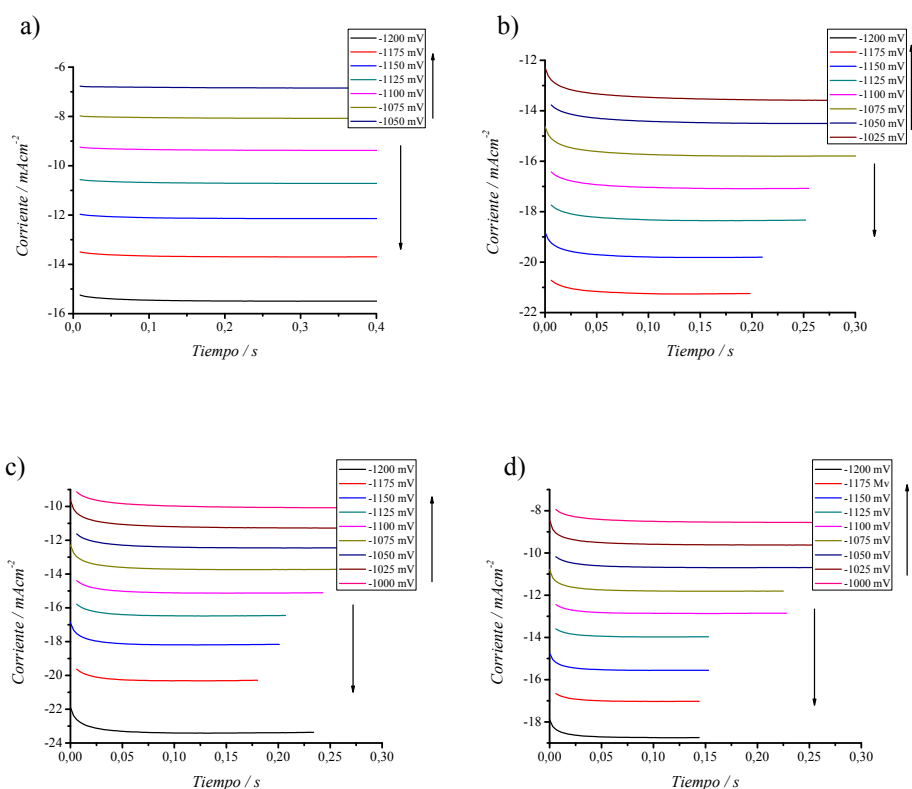 a)
-1200 mV
-1175 mV
-1150 mV
-1125 mV
-1100 mV
-1075 mV
-1050 mV
-6
-8
-10
-12
-14
-16
0,0 0,1 0,2 0,3 0,4
Corriente / mAcm-2
Tiempo / s
b)
-1200 mV
-1175 mV
-1150 mV
-1125 mV
-1100 mV
-1075 mV
-1050 mV
-1025 mV
-12
-14
-16
-18
-20
-22
0,00 0,05 0,10 0,15 0,20 0,25 0,30
Corriente / mAcm-2
Tiempo / s
c)
-1200 mV
-1175 mV
-1150 mV
-1125 mV
-1100 mV
-1075 mV
-1050 mV
-1025 mV
-1000 mV
-10
-12
-14
-16
-18
-20
-22
-24
0,00 0,05 0,10 0,15 0,20 0,25 0,30
Corriente / mAcm-2
Tiempo / s
d)
-1200 mV
-1175 Mv
-1150 mV
-1125 mV
-1100 mV
-1075 mV
-1050 mV
-1025 mV
-1000 mV
-8
-10
-12
-14
-16
-18
0,00 0,05 0,10 0,15 0,20 0,25 0,30
Corriente / mAcm-2
Tiempo / s